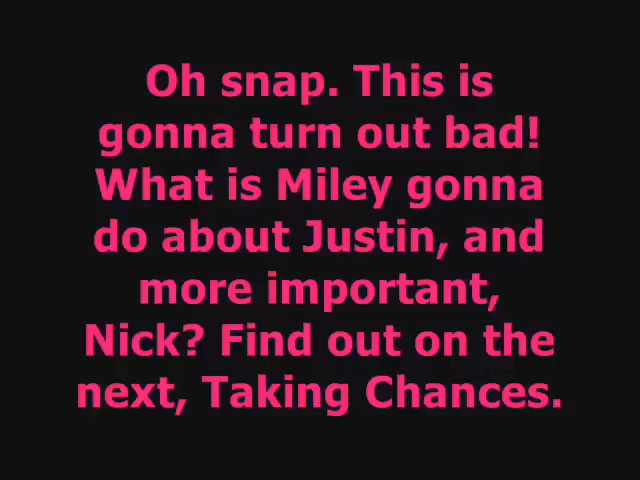 Oh snap. This is
gonna turn out bad!
What is Miley gonna
do about Justin, and
more important,
Nick? Find out on the
next, Taking Chances.